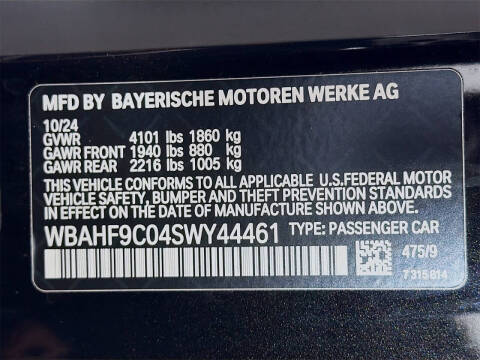 MFD BY BAYERISCHE MOTOREN WERKE AG
10/24
GVWR 4101 lbs 1860 kg
GAWR FRONT 1940 lbs 880 kg
GAWR REAR 2216 lbs 1005 kg
THIS VEHICLE CONFORMS TO ALL APPLICABLE U.S.FEDERAL MOTOR
VEHICLE SAFETY, BUMPER AND THEFT PREVENTION STANDARDS
IN EFFECT ON THE DATE OF MANUFACTURE SHOWN ABOVE.
WBAHF9C04SWY44461 TYPE: PASSENGER CAR
475/9
7315814